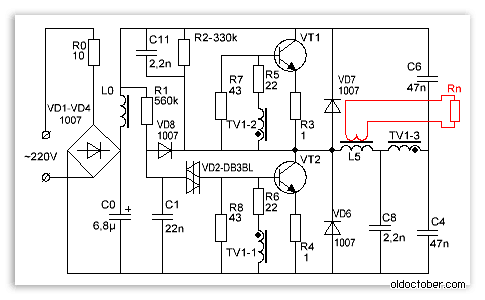 R0
10
C11
2,2n
R2-330k
VT1
R5
22
R7
43
C6
47n
VD7
1007
Rn
L0
R1
560k
VD1-VD4
1007
VD8
1007
TV1-2
R3
1
TV1-3
L5
~220V
VD2-DB3BL
VT2
R6
22
R8
43
C0
6,8µ
C1
22n
TV1-1
R4
1
VD6
1007
C8
2,2n
C4
47n
oldoctober.com